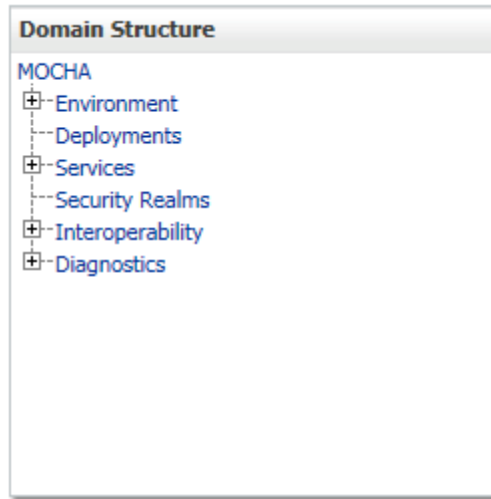 Domain Structure
MOCHA
Environment
Deployments
Services
Security Realms
Interoperability
Diagnostics